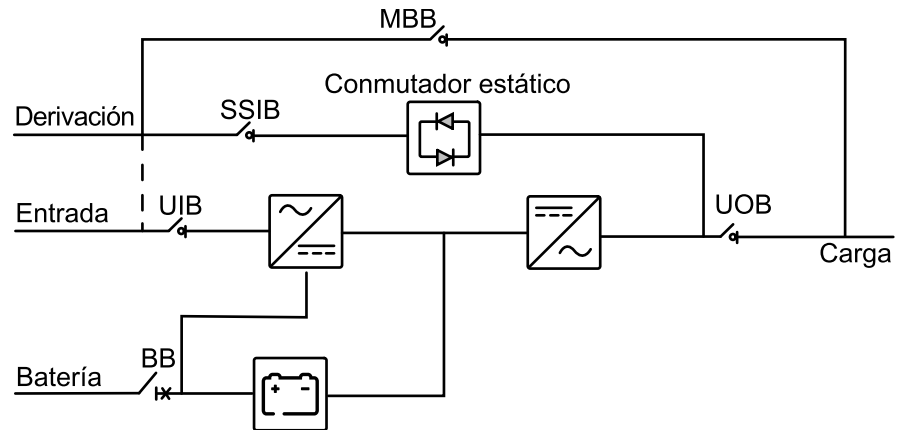 MBB
Conmutador estático
Derivación
SSIB
Entrada
UIB
UOB
Carga
Batería
BB